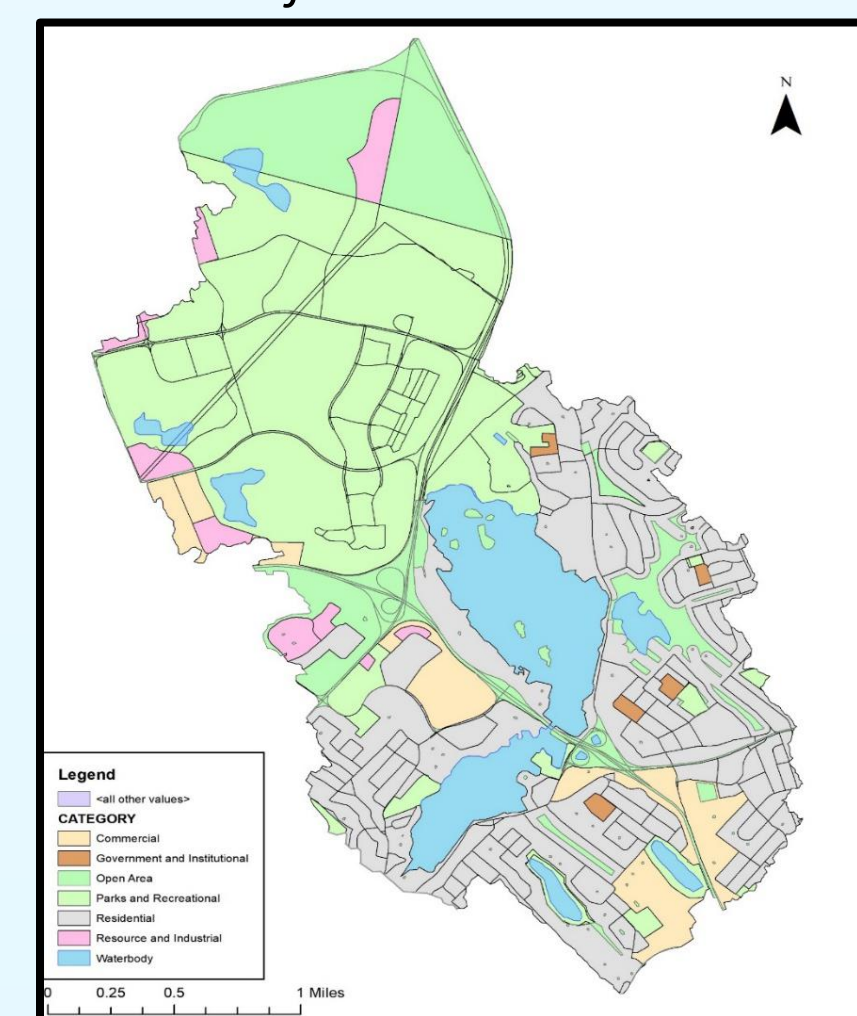 N
Legend
<all other values>
CATEGORY
Commercial
Government and Institutional
Open Area
Parks and Recreational
Residential
Resource and Industrial
Waterbody
0 0.25 0.5 1 Miles